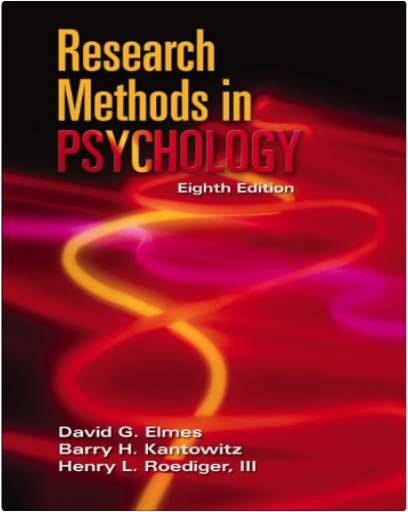 Research
Methods in
PSYCHOLOGY
Eighth Edition
David G. Elmes
Barry H. Kantowitz
Henry L. Roediger, III